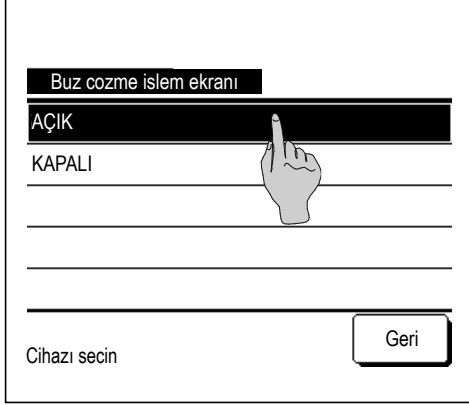 Buz cozme islem ekranı
AÇIK
KAPALI
Geri
Cihazı secin